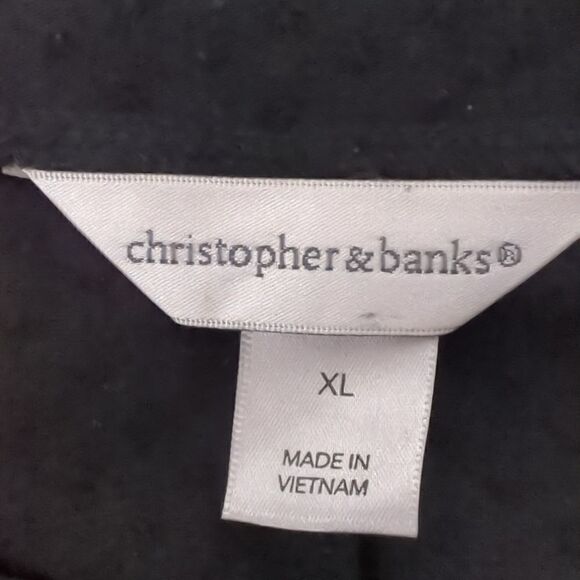 christopher & banks®
XL
MADE IN
VIETNAM